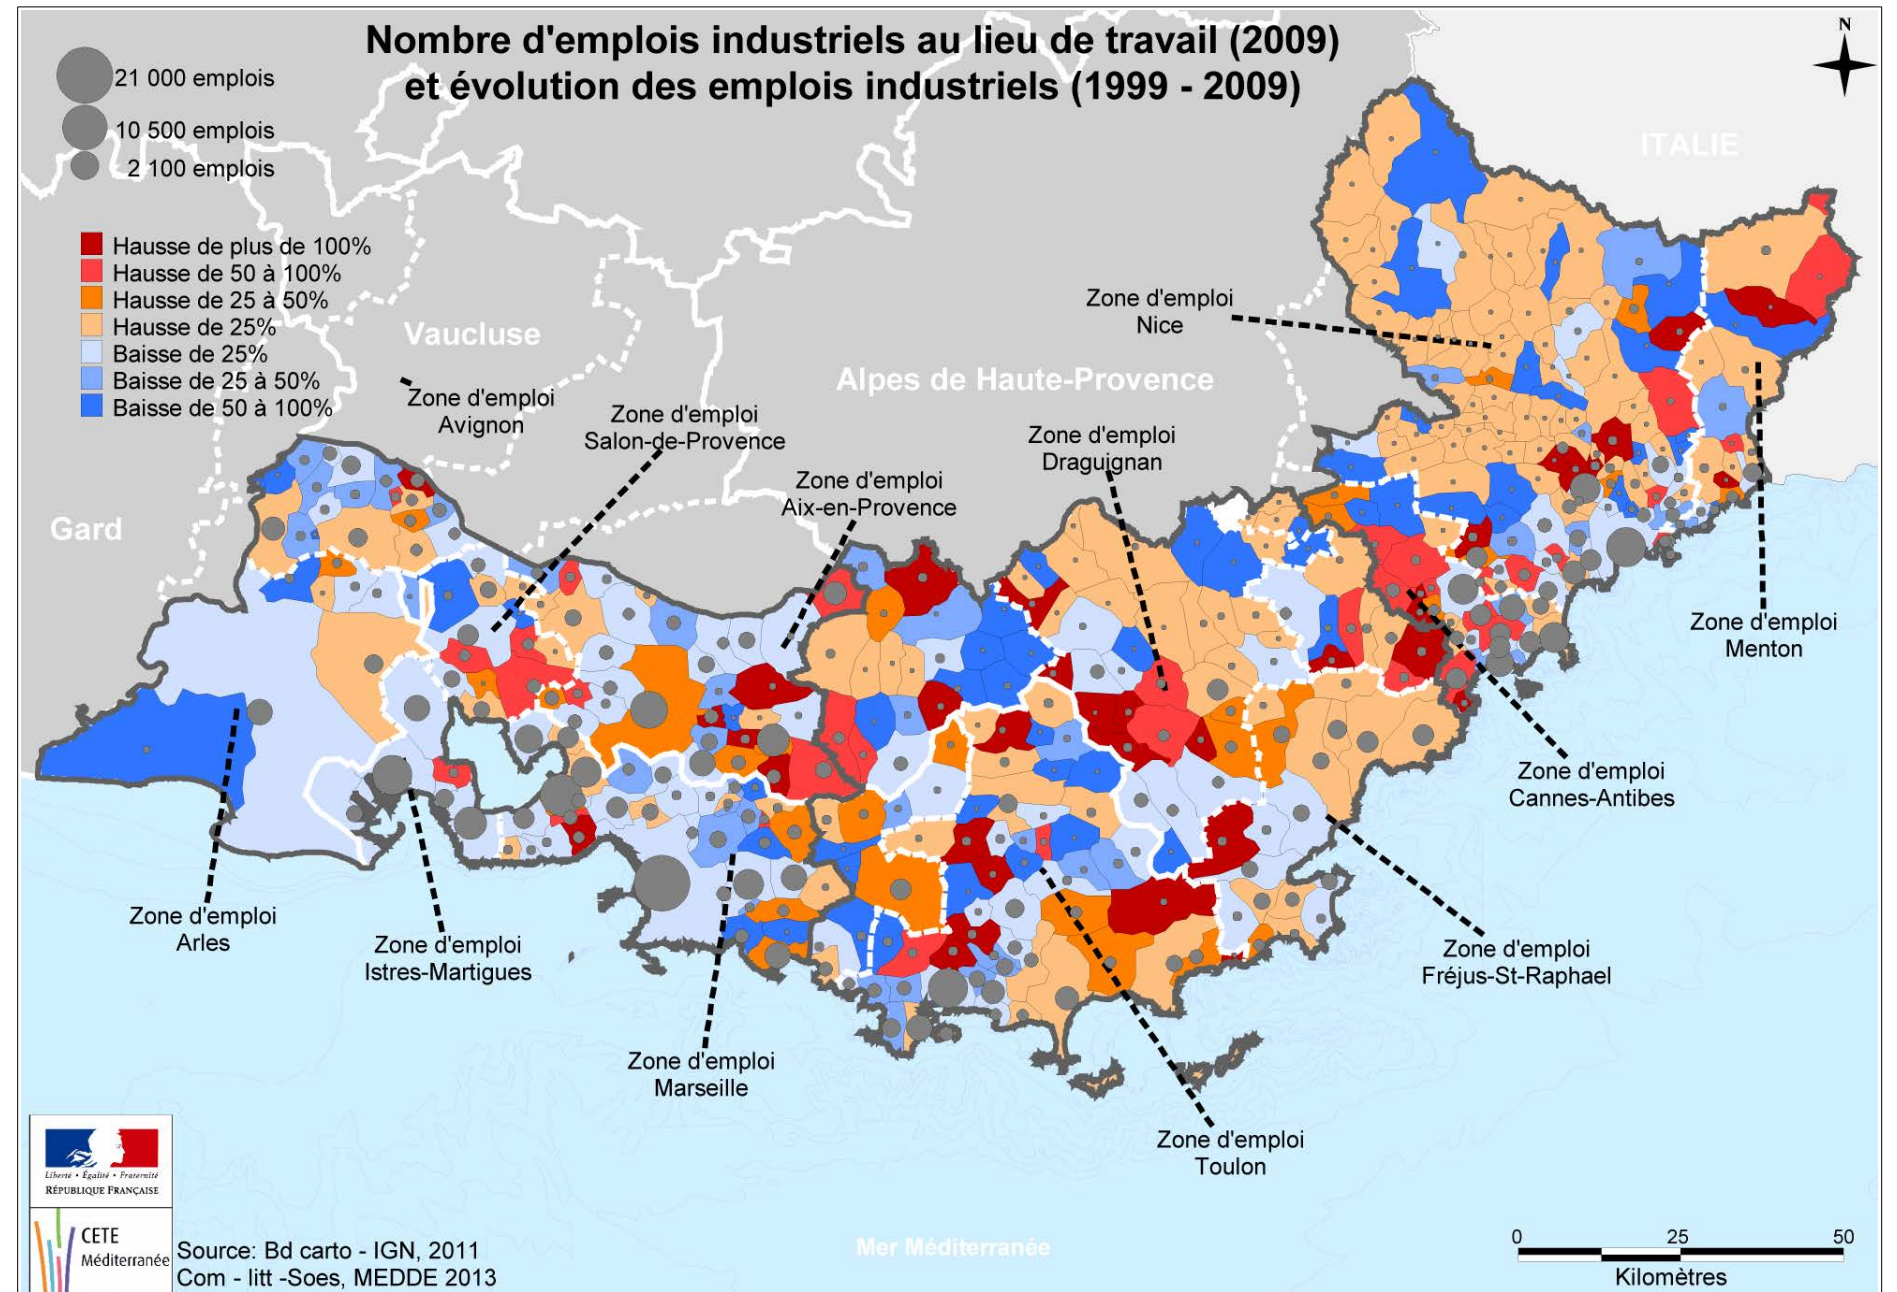 Nombre d'emplois industriels au lieu de travail (2009)
et évolution des emplois industriels (1999 - 2009)
N
21 000 emplois
10 500 emplois
2 100 emplois
ITALIE
Hausse de plus de 100%
Hausse de 50 à 100%
Hausse de 25 à 50%
Hausse de 25%
Baisse de 25%
Baisse de 25 à 50%
Baisse de 50 à 100%
Vaucluse
Alpes de Haute-Provence
Gard
Zone d'emploi
Nice
Zone d'emploi
Avignon
Zone d'emploi
Salon-de-Provence
Zone d'emploi
Draguignan
Zone d'emploi
Aix-en-Provence
Zone d'emploi
Menton
Zone d'emploi
Cannes-Antibes
Zone d'emploi
Arles
Zone d'emploi
Istres-Martigues
Zone d'emploi
Fréjus-St-Raphael
Zone d'emploi
Marseille
Zone d'emploi
Toulon
Liberté • Égalité • Fraternité
RÉPUBLIQUE FRANÇAISE
CETE
Méditerranée
Source: Bd carto - IGN, 2011
Com - litt -Soes, MEDDE 2013
Mer Méditerranée
0 25 50
Kilomètres